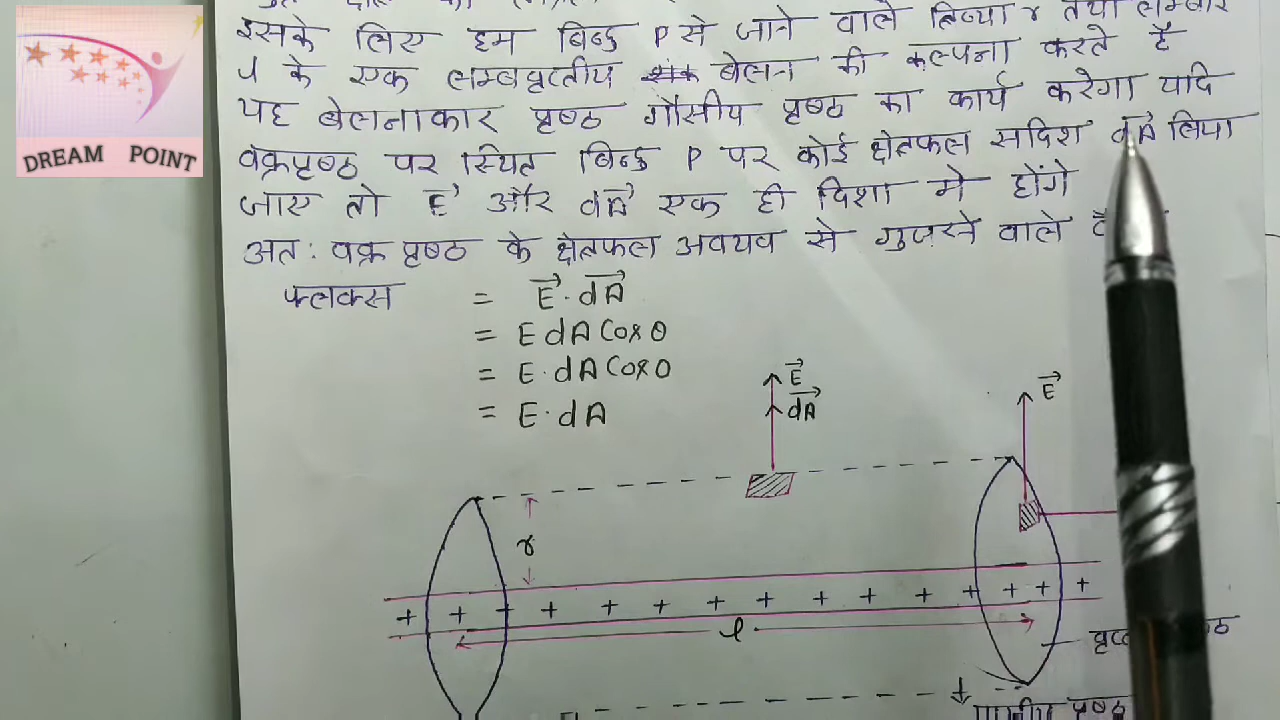 DREAM POINT
इसके लिए हम बिन्दु P से जाने वाले त्रिज्या r तथा लम्बाई
l के एक लम्बवृत्तीय बेलन की कल्पना करते है
यह बेलनाकार पृष्ठ गौसीय पृष्ठ का कार्य करेगा यदि
वक्रपृष्ठ पर स्थित बिन्दु P पर कोई क्षेत्रफल सदिश dA⃗ लिया
जाए तो E⃗ और dA⃗ एक ही दिशा मे होंगे
अतः वक्र पृष्ठ के क्षेत्रफल अवयव से गुजरने वाले
फ्लक्स = E⃗ · dA⃗
= E dA Cos θ
= E · dA Cos 0
= E · dA
E⃗
dA⃗
E⃗
r
+ + + + + + + + + + + + + +
l